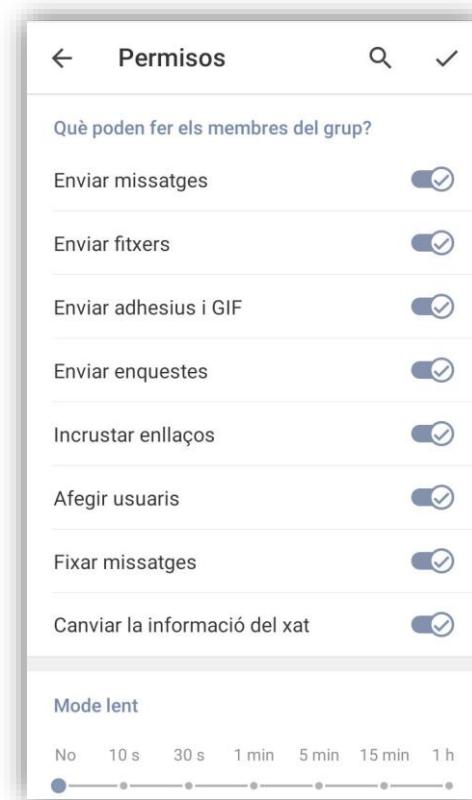 Permisos
Què poden fer els membres del grup?
Enviar missatges
Enviar fitxers
Enviar adhesius i GIF
Enviar enquestes
Incrustar enllaços
Afegir usuaris
Fixar missatges
Canviar la informació del xat
Mode lent
No 10 s 30 s 1 min 5 min 15 min 1 h